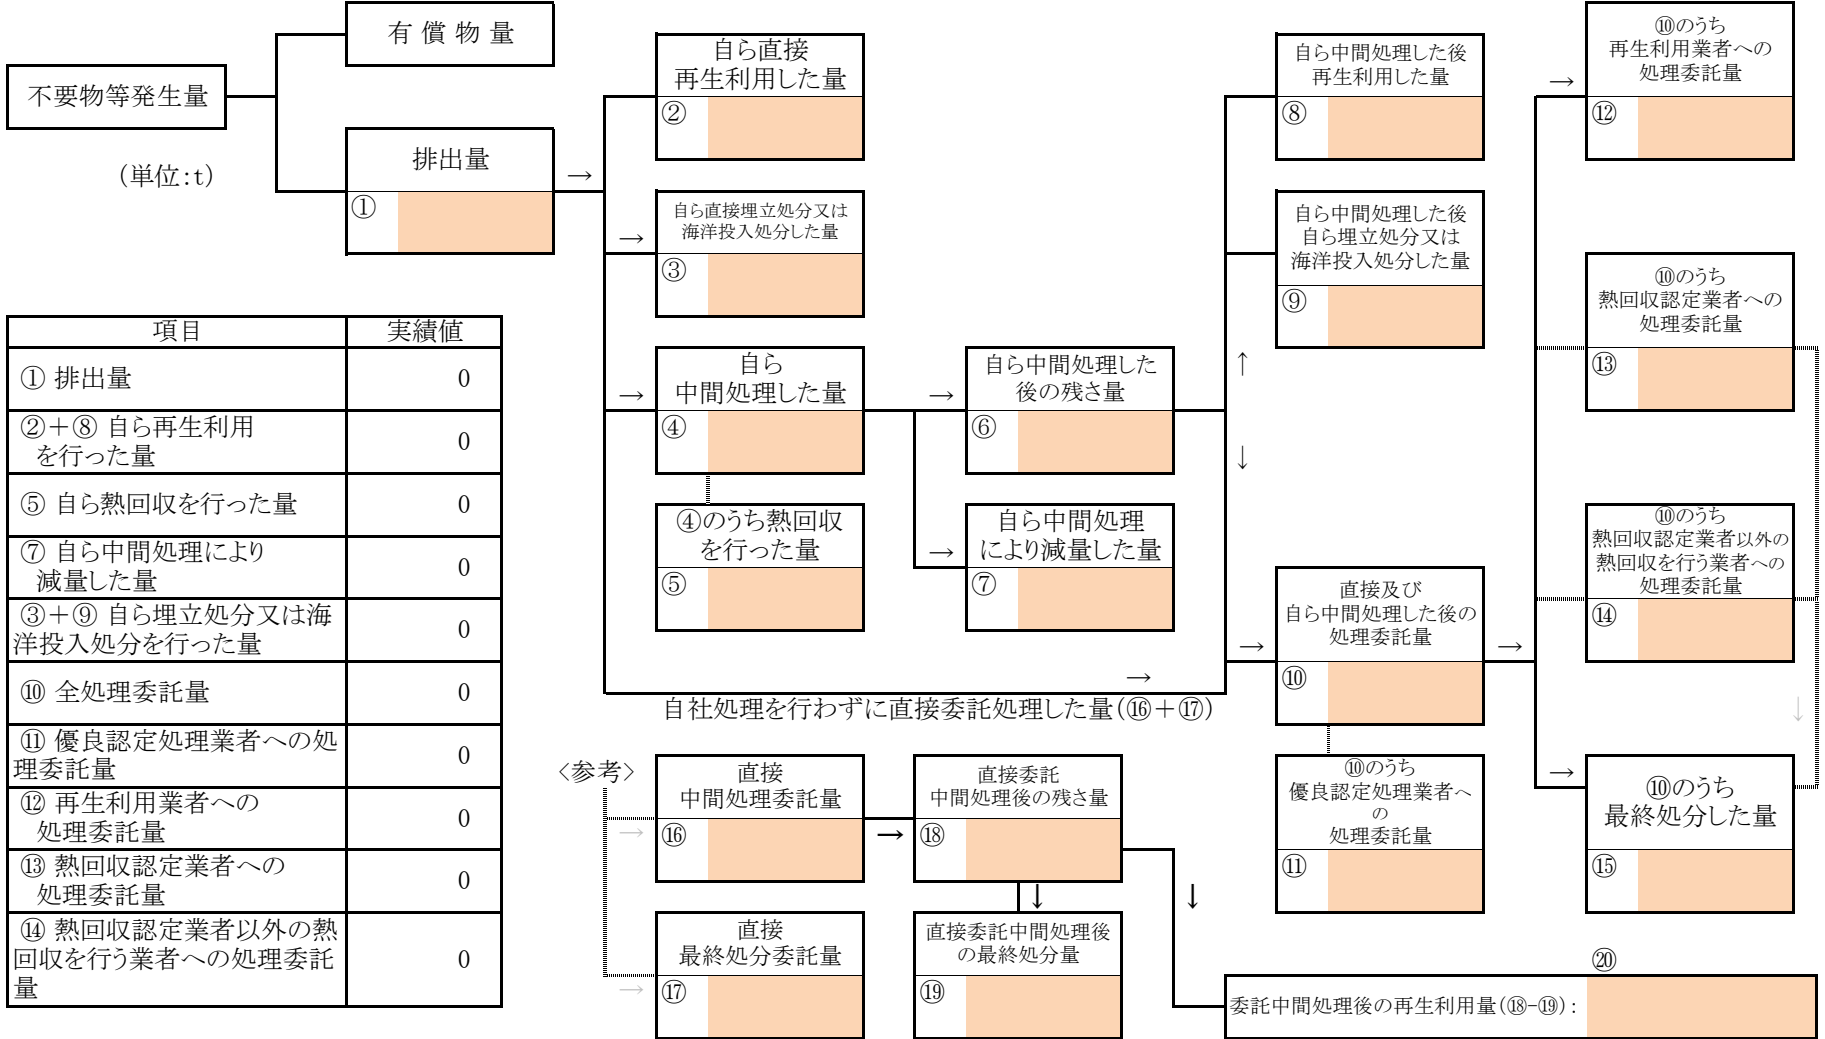 有 償 物 量
不要物等発生量
(単位:t)
排出量
①
→
自ら直接
再生利用した量
②
→
自ら直接埋立処分又は
海洋投入処分した量
③
→
自ら
中間処理した量
④
④のうち熱回収
を行った量
⑤
→
自ら中間処理した
後の残さ量
⑥
→
自ら中間処理
により減量した量
⑦
自ら中間処理した後
再生利用した量
⑧
自ら中間処理した後
自ら埋立処分又は
海洋投入処分した量
⑨
↑
↓
→
自社処理を行わずに直接委託処理した量(⑯+⑰)
→
直接及び
自ら中間処理した後の
処理委託量
⑩
⑩のうち
優良認定処理業者へ
の
処理委託量
⑪
→
→
⑩のうち
再生利用業者への
処理委託量
⑫
⑩のうち
熱回収認定業者への
処理委託量
⑬
⑩のうち
熱回収認定業者以外の
熱回収を行う業者への
処理委託量
⑭
↓
→
⑩のうち
最終処分した量
⑮
項目 実績値
① 排出量 0
②+⑧ 自ら再生利用
を行った量 0
⑤ 自ら熱回収を行った量 0
⑦ 自ら中間処理により
減量した量 0
③+⑨ 自ら埋立処分又は海
洋投入処分を行った量 0
⑩ 全処理委託量 0
⑪ 優良認定処理業者への処
理委託量 0
⑫ 再生利用業者への
処理委託量 0
⑬ 熱回収認定業者への
処理委託量 0
⑭ 熱回収認定業者以外の熱
回収を行う業者への処理委託
量 0
<参考>
→
直接
中間処理委託量
⑯
→
直接委託
中間処理後の残さ量
⑱
↓
↓
→
直接
最終処分委託量
⑰
直接委託中間処理後
の最終処分量
⑲
⑳
委託中間処理後の再生利用量(⑱-⑲):